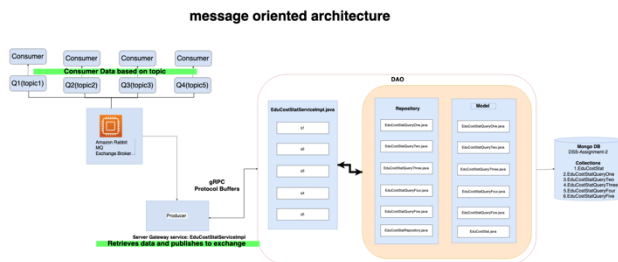 message oriented architecture
Consumer
Consumer
Consumer
Consumer
Consumer Data based on topic
Q1(topic1)
Q2(topic2)
Q3(topic3)
Q4(topic5)
Amazon Rabbit
MQ
Exchange Broker
gRPC
Protocol Buffers
Producer
Server Gateway service: EduCostStatServiceImpl
Retrieves data and publishes to exchange
DAO
EduCostStatServiceImpl.java
Repository
EduCostStatQueryOne.java
EduCostStatQueryTwo.java
EduCostStatQueryThree.java
EduCostStatQueryFour.java
EduCostStatQueryFive.java
EduCostStatRepository.java
Model
EduCostStatQueryOne.java
EduCostStatQueryTwo.java
EduCostStatQueryThree.java
EduCostStatQueryFour.java
EduCostStatQueryFive.java
EduCostStat.java
Mongo DB
DSS-Assignment-2
Collections
1.EduCostStat
2.EduCostStatQueryOne
3.EduCostStatQueryTwo
4.EduCostStatQueryThree
5.EduCostStatQueryFour
6.EduCostStatQueryFive